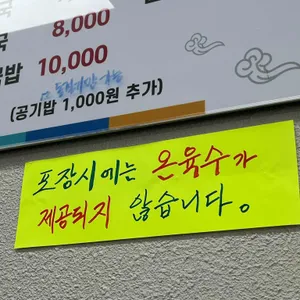 국 8,000
국밥 10,000
(공기밥 1,000원 추가)
포장시에는 온육수가
제공되지 않습니다。